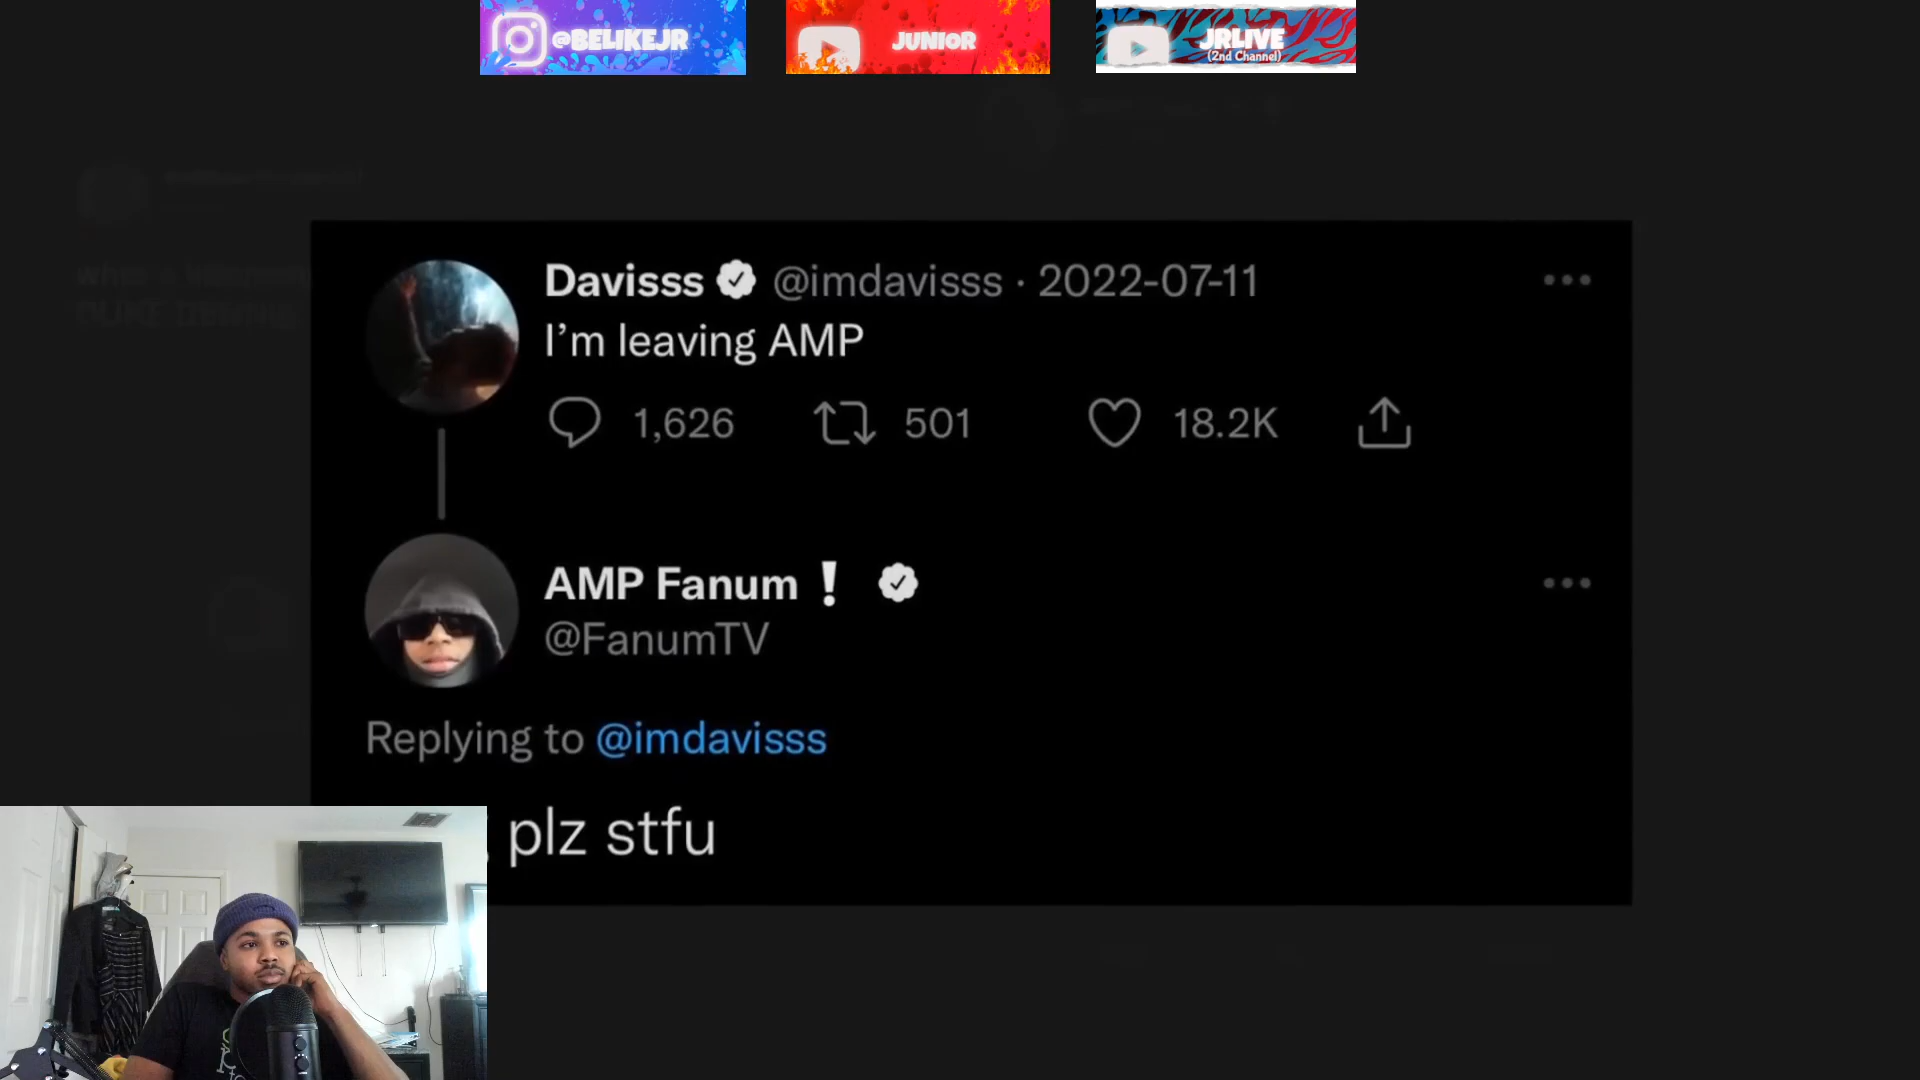 @BELIKEJR
JUNIOR
JRLIVE
(2nd Channel)
Davisss @imdavisss · 2022-07-11
I’m leaving AMP
1,626 501 18.2K
AMP Fanum ❗
@FanumTV
Replying to @imdavisss
plz stfu